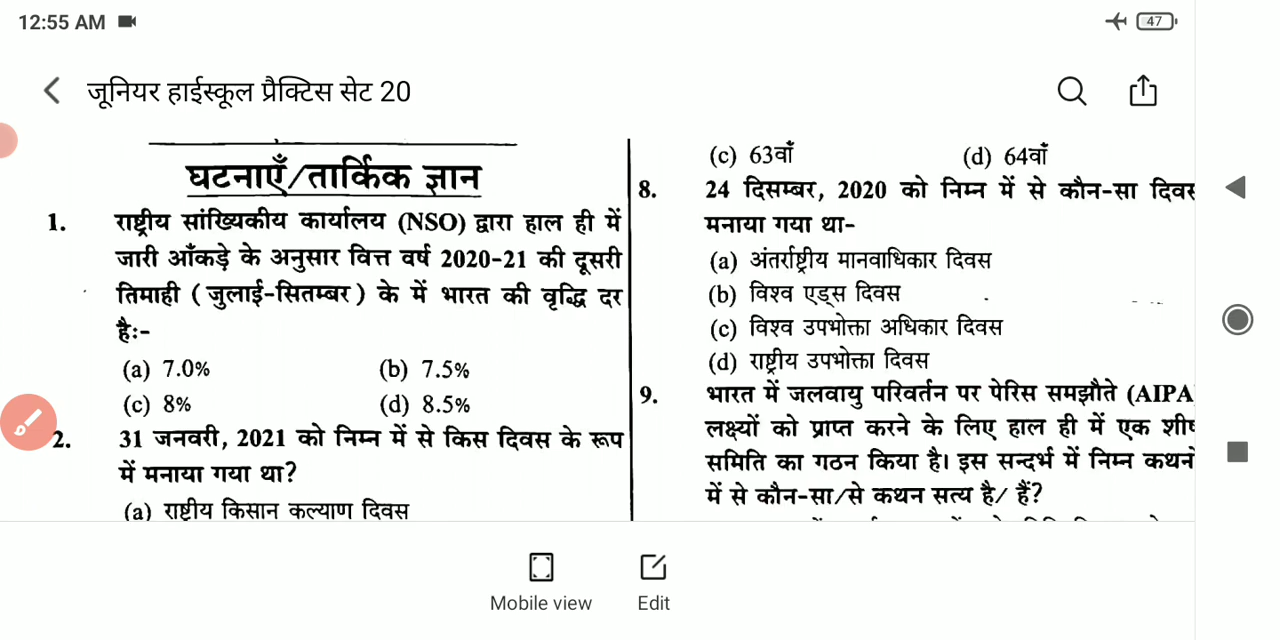 12:55 AM
47
जूनियर हाईस्कूल प्रैक्टिस सेट 20
घटनाएँ/तार्किक ज्ञान
1. राष्ट्रीय सांख्यिकीय कार्यालय (NSO) द्वारा हाल ही में
जारी आँकड़े के अनुसार वित्त वर्ष 2020-21 की दूसरी
तिमाही (जुलाई-सितम्बर) के में भारत की वृद्धि दर
है:-
(a) 7.0% (b) 7.5%
(c) 8% (d) 8.5%
2. 31 जनवरी, 2021 को निम्न में से किस दिवस के रूप
में मनाया गया था?
(a) राष्ट्रीय किसान कल्याण दिवस
(c) 63वाँ (d) 64वाँ
8. 24 दिसम्बर, 2020 को निम्न में से कौन-सा दिवस
मनाया गया था-
(a) अंतर्राष्ट्रीय मानवाधिकार दिवस
(b) विश्व एड्स दिवस
(c) विश्व उपभोक्ता अधिकार दिवस
(d) राष्ट्रीय उपभोक्ता दिवस
9. भारत में जलवायु परिवर्तन पर पेरिस समझौते (AIPA
लक्ष्यों को प्राप्त करने के लिए हाल ही में एक
समिति का गठन किया है। इस सन्दर्भ में निम्न
में से कौन-सा/से कथन सत्य है/ हैं?
Mobile view
Edit